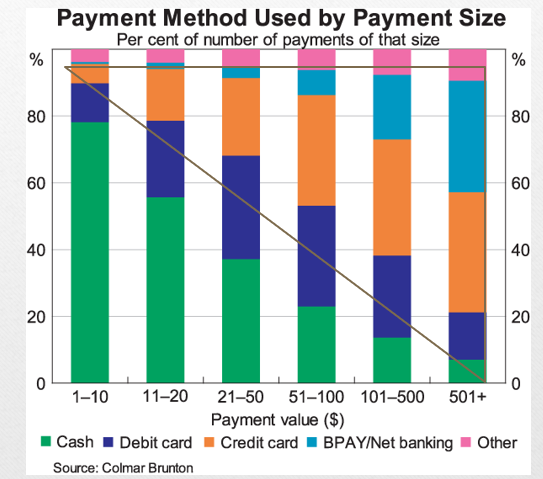 Payment Method Used by Payment Size
Per cent of number of payments of that size
% %
80 80
60 60
40 40
20 20
0 0
1–10 11–20 21–50 51–100 101–500 501+
Payment value ($)
Cash Debit card Credit card BPAY/Net banking Other
Source: Colmar Brunton